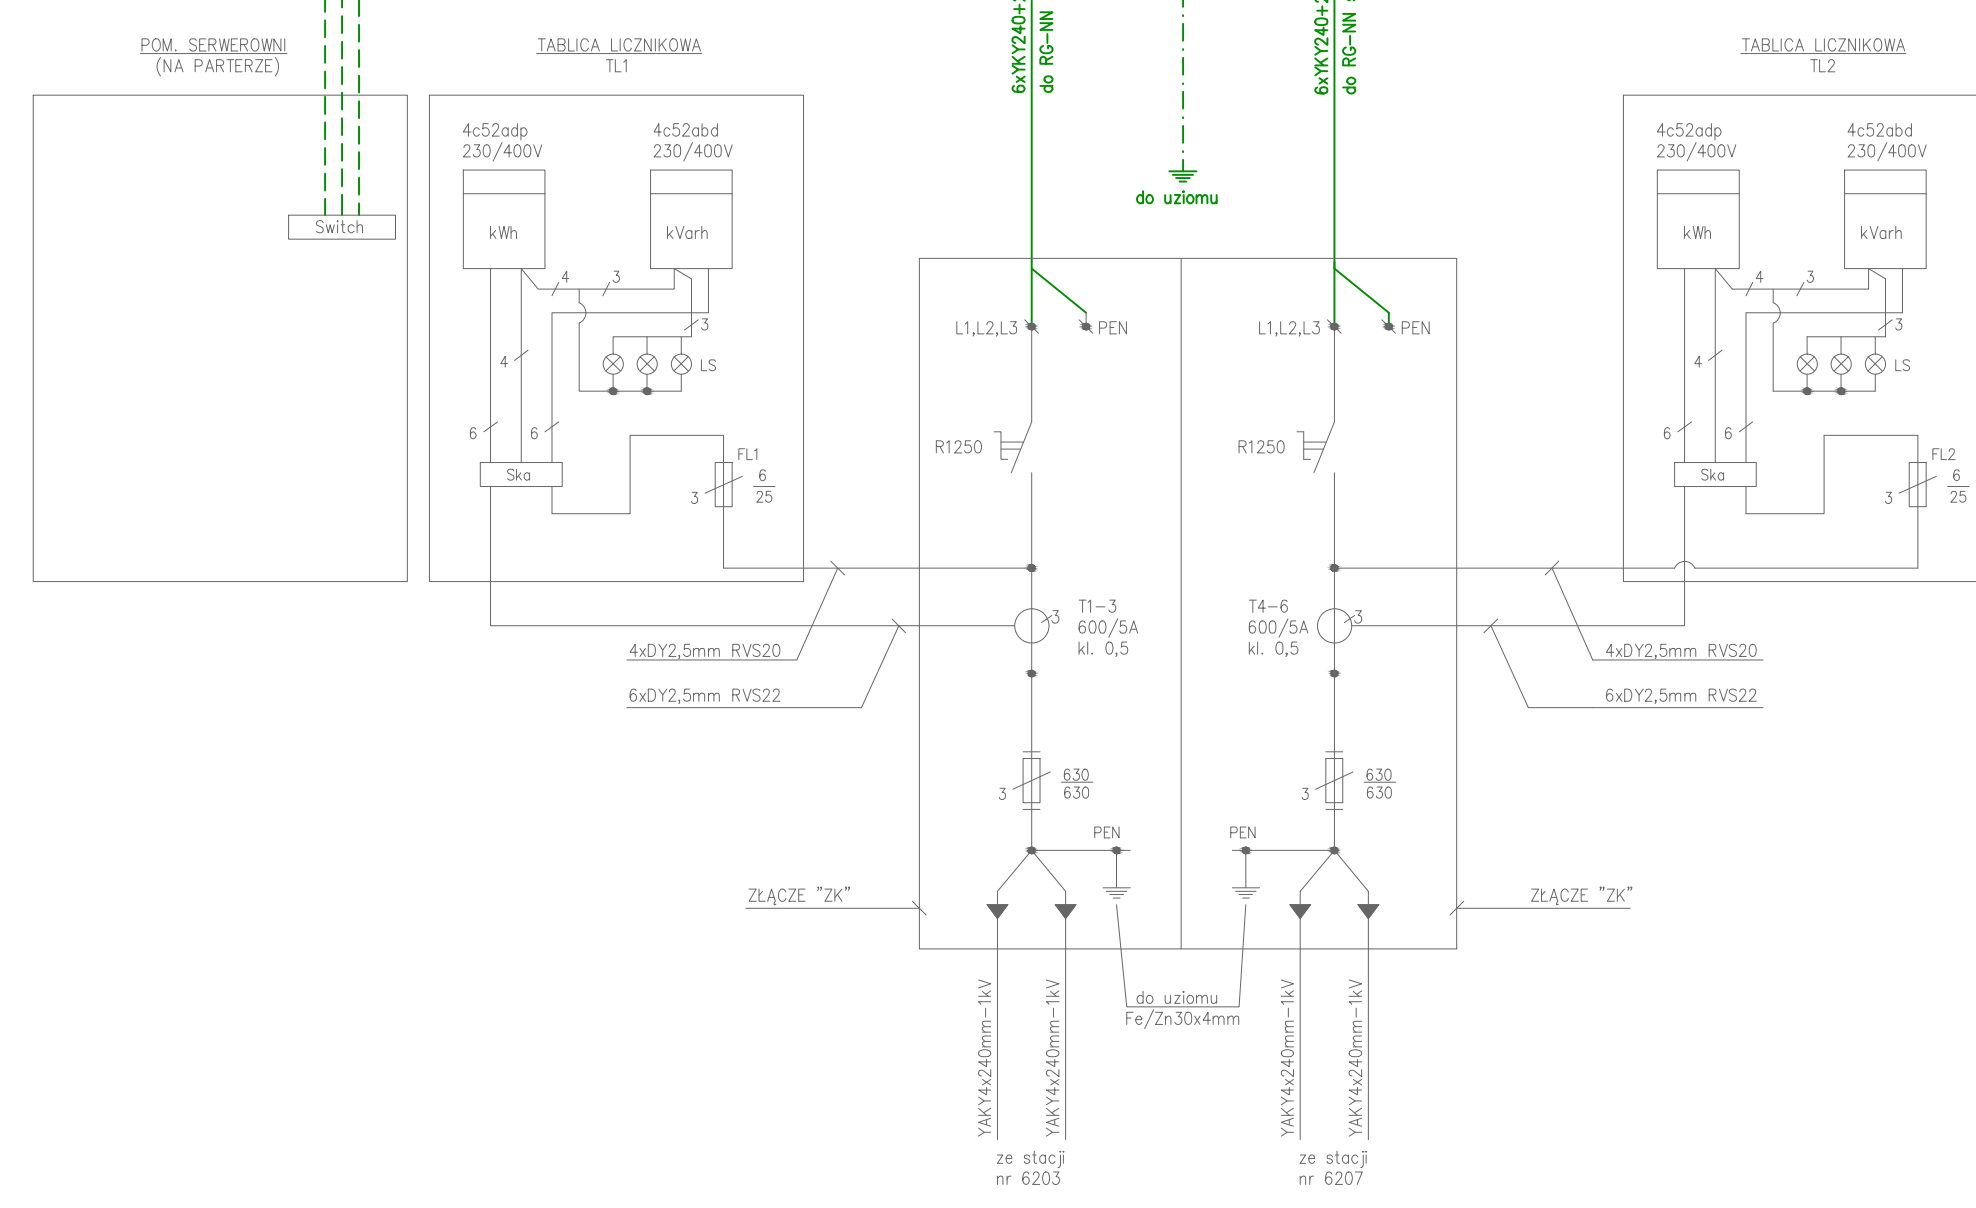 POM. SERWEROWNI
(NA PARTERZE)
Switch
TABLICA LICZNIKOWA
TL1
4c52adp
230/400V
4c52abd
230/400V
kWh
kVarh
4
3
3
4
LS
6
6
Ska
FL1
3
6
25
6xYKY240+
do RG-NN
do uziomu
6xYKY240+
do RG-NN
L1,L2,L3
PEN
R1250
3
T1-3
600/5A
kl. 0,5
4xDY2,5mm RVS20
6xDY2,5mm RVS22
3
630
630
PEN
ZŁĄCZE "ZK"
L1,L2,L3
PEN
R1250
T4-6
600/5A
kl. 0,5
3
3
630
630
PEN
ZŁĄCZE "ZK"
4xDY2,5mm RVS20
6xDY2,5mm RVS22
do uziomu
Fe/Zn30x4mm
YAKY4x240mm-1kV
YAKY4x240mm-1kV
ze stacji
nr 6203
YAKY4x240mm-1kV
YAKY4x240mm-1kV
ze stacji
nr 6207
TABLICA LICZNIKOWA
TL2
4c52adp
230/400V
4c52abd
230/400V
kWh
kVarh
4
3
3
4
LS
6
6
Ska
FL2
3
6
25